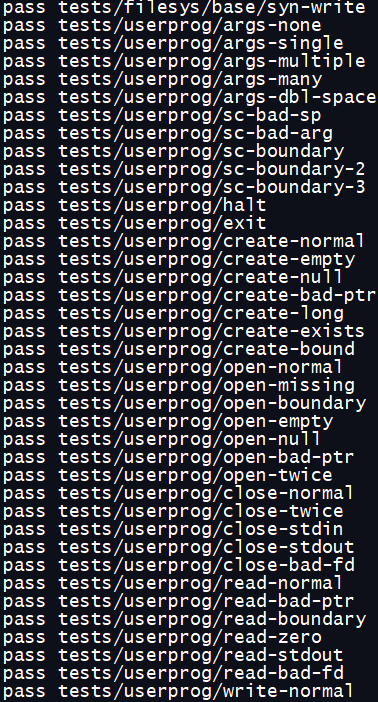 pass tests/filesys/base/syn-write
pass tests/userprog/args-none
pass tests/userprog/args-single
pass tests/userprog/args-multiple
pass tests/userprog/args-many
pass tests/userprog/args-dbl-space
pass tests/userprog/sc-bad-sp
pass tests/userprog/sc-bad-arg
pass tests/userprog/sc-boundary
pass tests/userprog/sc-boundary-2
pass tests/userprog/sc-boundary-3
pass tests/userprog/halt
pass tests/userprog/exit
pass tests/userprog/create-normal
pass tests/userprog/create-empty
pass tests/userprog/create-null
pass tests/userprog/create-bad-ptr
pass tests/userprog/create-long
pass tests/userprog/create-exists
pass tests/userprog/create-bound
pass tests/userprog/open-normal
pass tests/userprog/open-missing
pass tests/userprog/open-boundary
pass tests/userprog/open-empty
pass tests/userprog/open-null
pass tests/userprog/open-bad-ptr
pass tests/userprog/open-twice
pass tests/userprog/close-normal
pass tests/userprog/close-twice
pass tests/userprog/close-stdin
pass tests/userprog/close-stdout
pass tests/userprog/close-bad-fd
pass tests/userprog/read-normal
pass tests/userprog/read-bad-ptr
pass tests/userprog/read-boundary
pass tests/userprog/read-zero
pass tests/userprog/read-stdout
pass tests/userprog/read-bad-fd
pass tests/userprog/write-normal